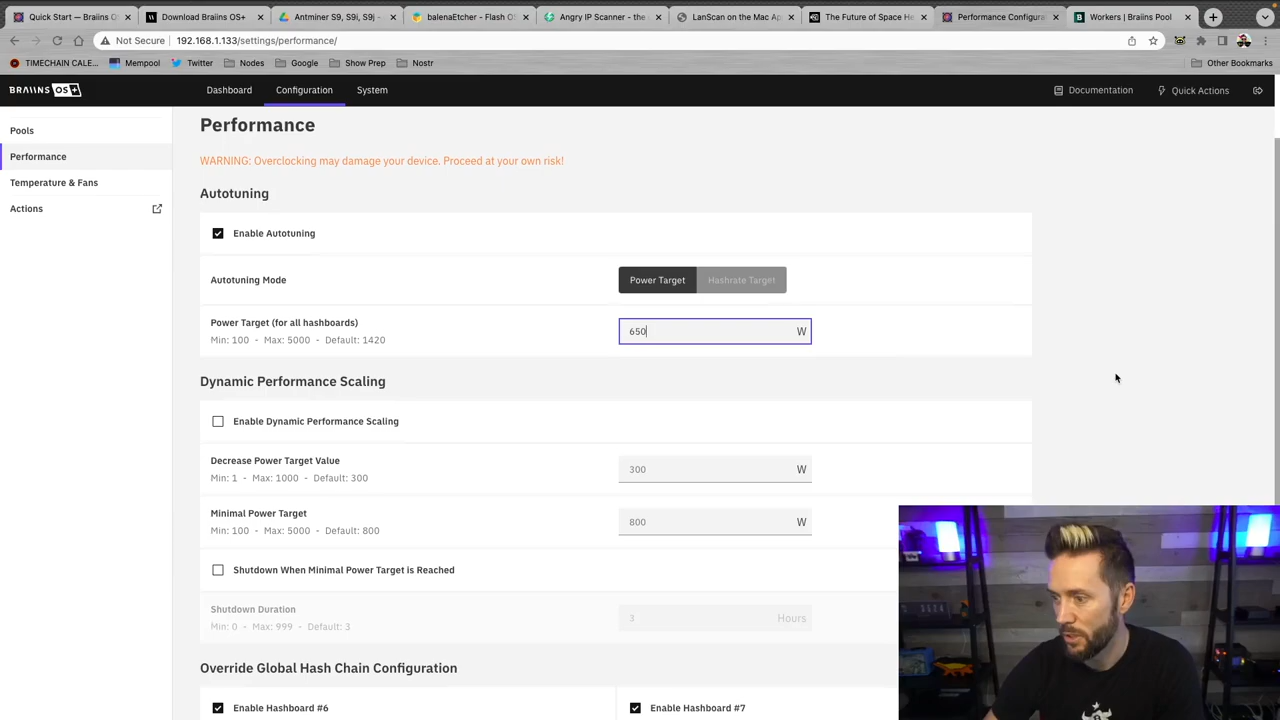 Quick Start — Braiins OS
Download Braiins OS+
Antminer S9, S9i, S9j -
balenaEtcher - Flash OS
Angry IP Scanner - the
LanScan on the Mac Ap
The Future of Space He
Performance Configura
Workers | Braiins Pool
Not Secure 192.168.1.133/settings/performance/
TIMECHAIN CALE... Mempool Twitter Nodes Google Show Prep Nostr Other Bookmarks
BRAIINS OS+ Dashboard Configuration System Documentation Quick Actions
Pools
Performance
Temperature & Fans
Actions
Performance
WARNING: Overclocking may damage your device. Proceed at your own risk!
Autotuning
Enable Autotuning
Autotuning Mode Power Target Hashrate Target
Power Target (for all hashboards)
Min: 100 - Max: 5000 - Default: 1420
650 W
Dynamic Performance Scaling
Enable Dynamic Performance Scaling
Decrease Power Target Value
Min: 1 - Max: 1000 - Default: 300
300 W
Minimal Power Target
Min: 100 - Max: 5000 - Default: 800
800 W
Shutdown When Minimal Power Target is Reached
Shutdown Duration
Min: 0 - Max: 999 - Default: 3
3 Hours
Override Global Hash Chain Configuration
Enable Hashboard #6 Enable Hashboard #7